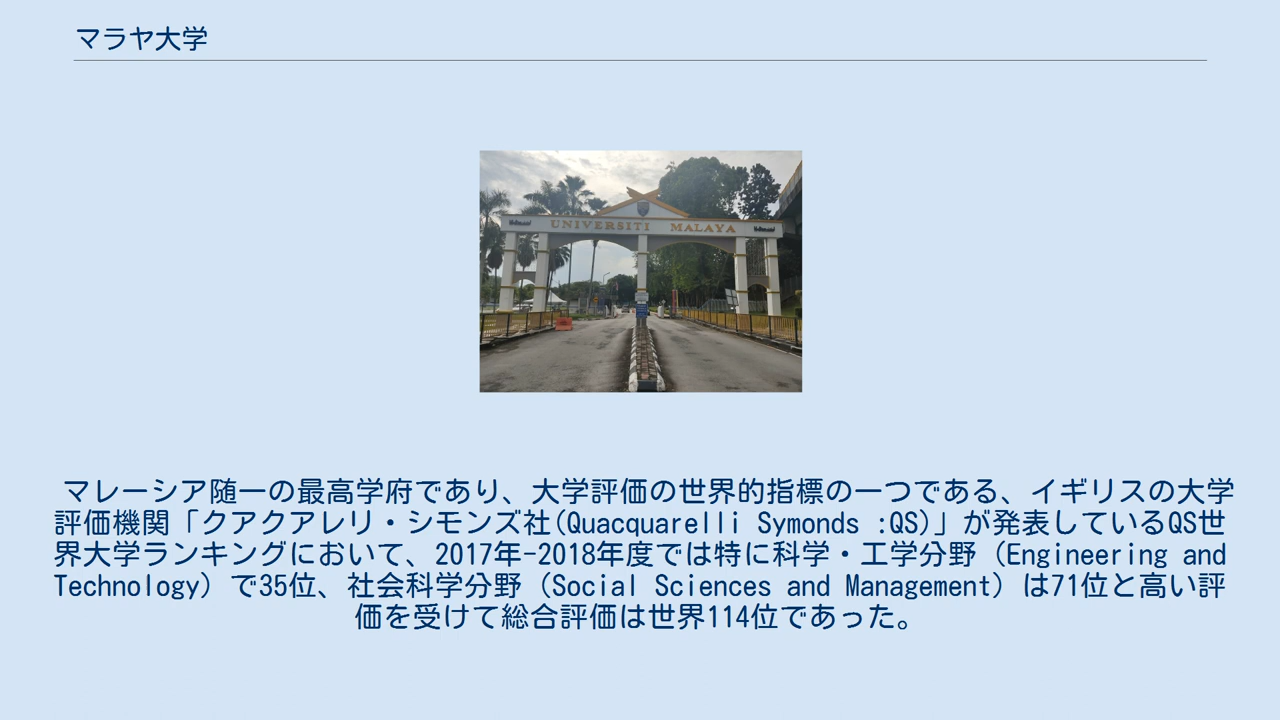 マラヤ大学
UNIVERSITI MALAYA
マレーシア随一の最高学府であり、大学評価の世界的指標の一つである、イギリスの大学
評価機関「クアクアレリ・シモンズ社(Quacquarelli Symonds :QS)」が発表しているQS世
界大学ランキングにおいて、2017年-2018年度では特に科学・工学分野（Engineering and
Technology）で35位、社会科学分野（Social Sciences and Management）は71位と高い評
価を受けて総合評価は世界114位であった。